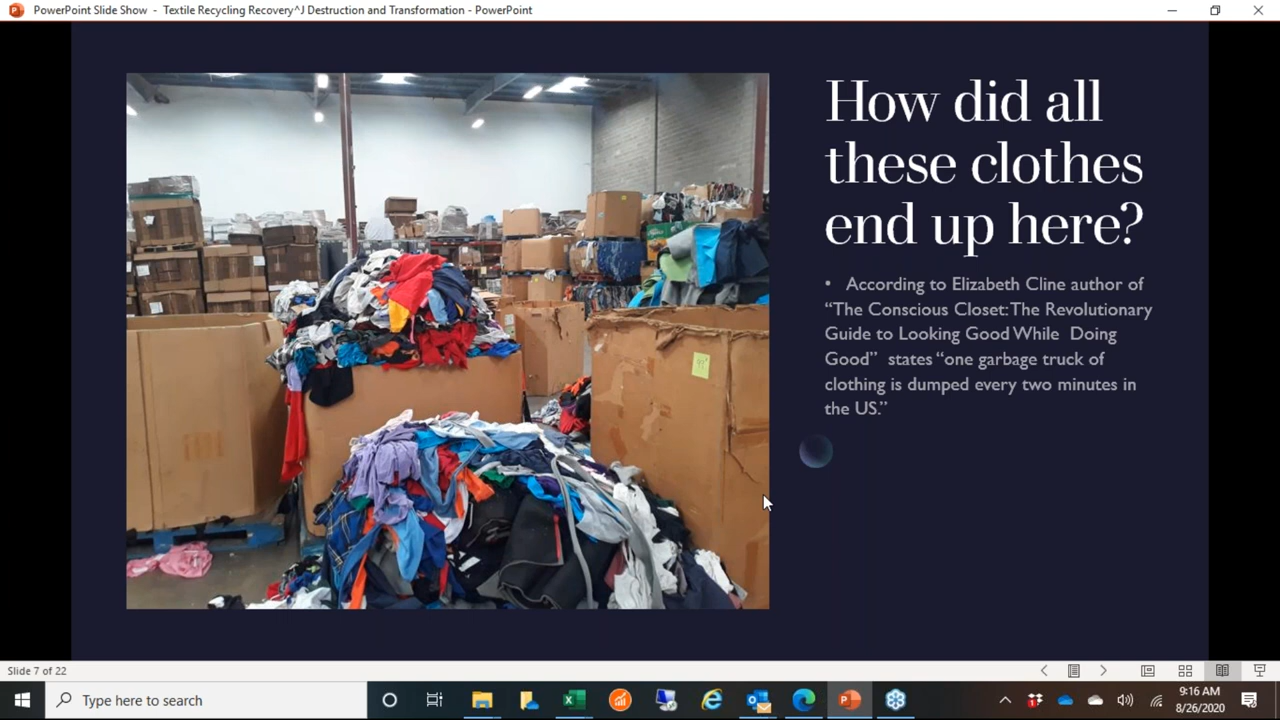 PowerPoint Slide Show - Textile Recycling Recovery^J Destruction and Transformation - PowerPoint
How did all
these clothes
end up here?
• According to Elizabeth Cline author of
“The Conscious Closet: The Revolutionary
Guide to Looking Good While Doing
Good” states “one garbage truck of
clothing is dumped every two minutes in
the US.”
Slide 7 of 22
Type here to search
9:16 AM
8/26/2020